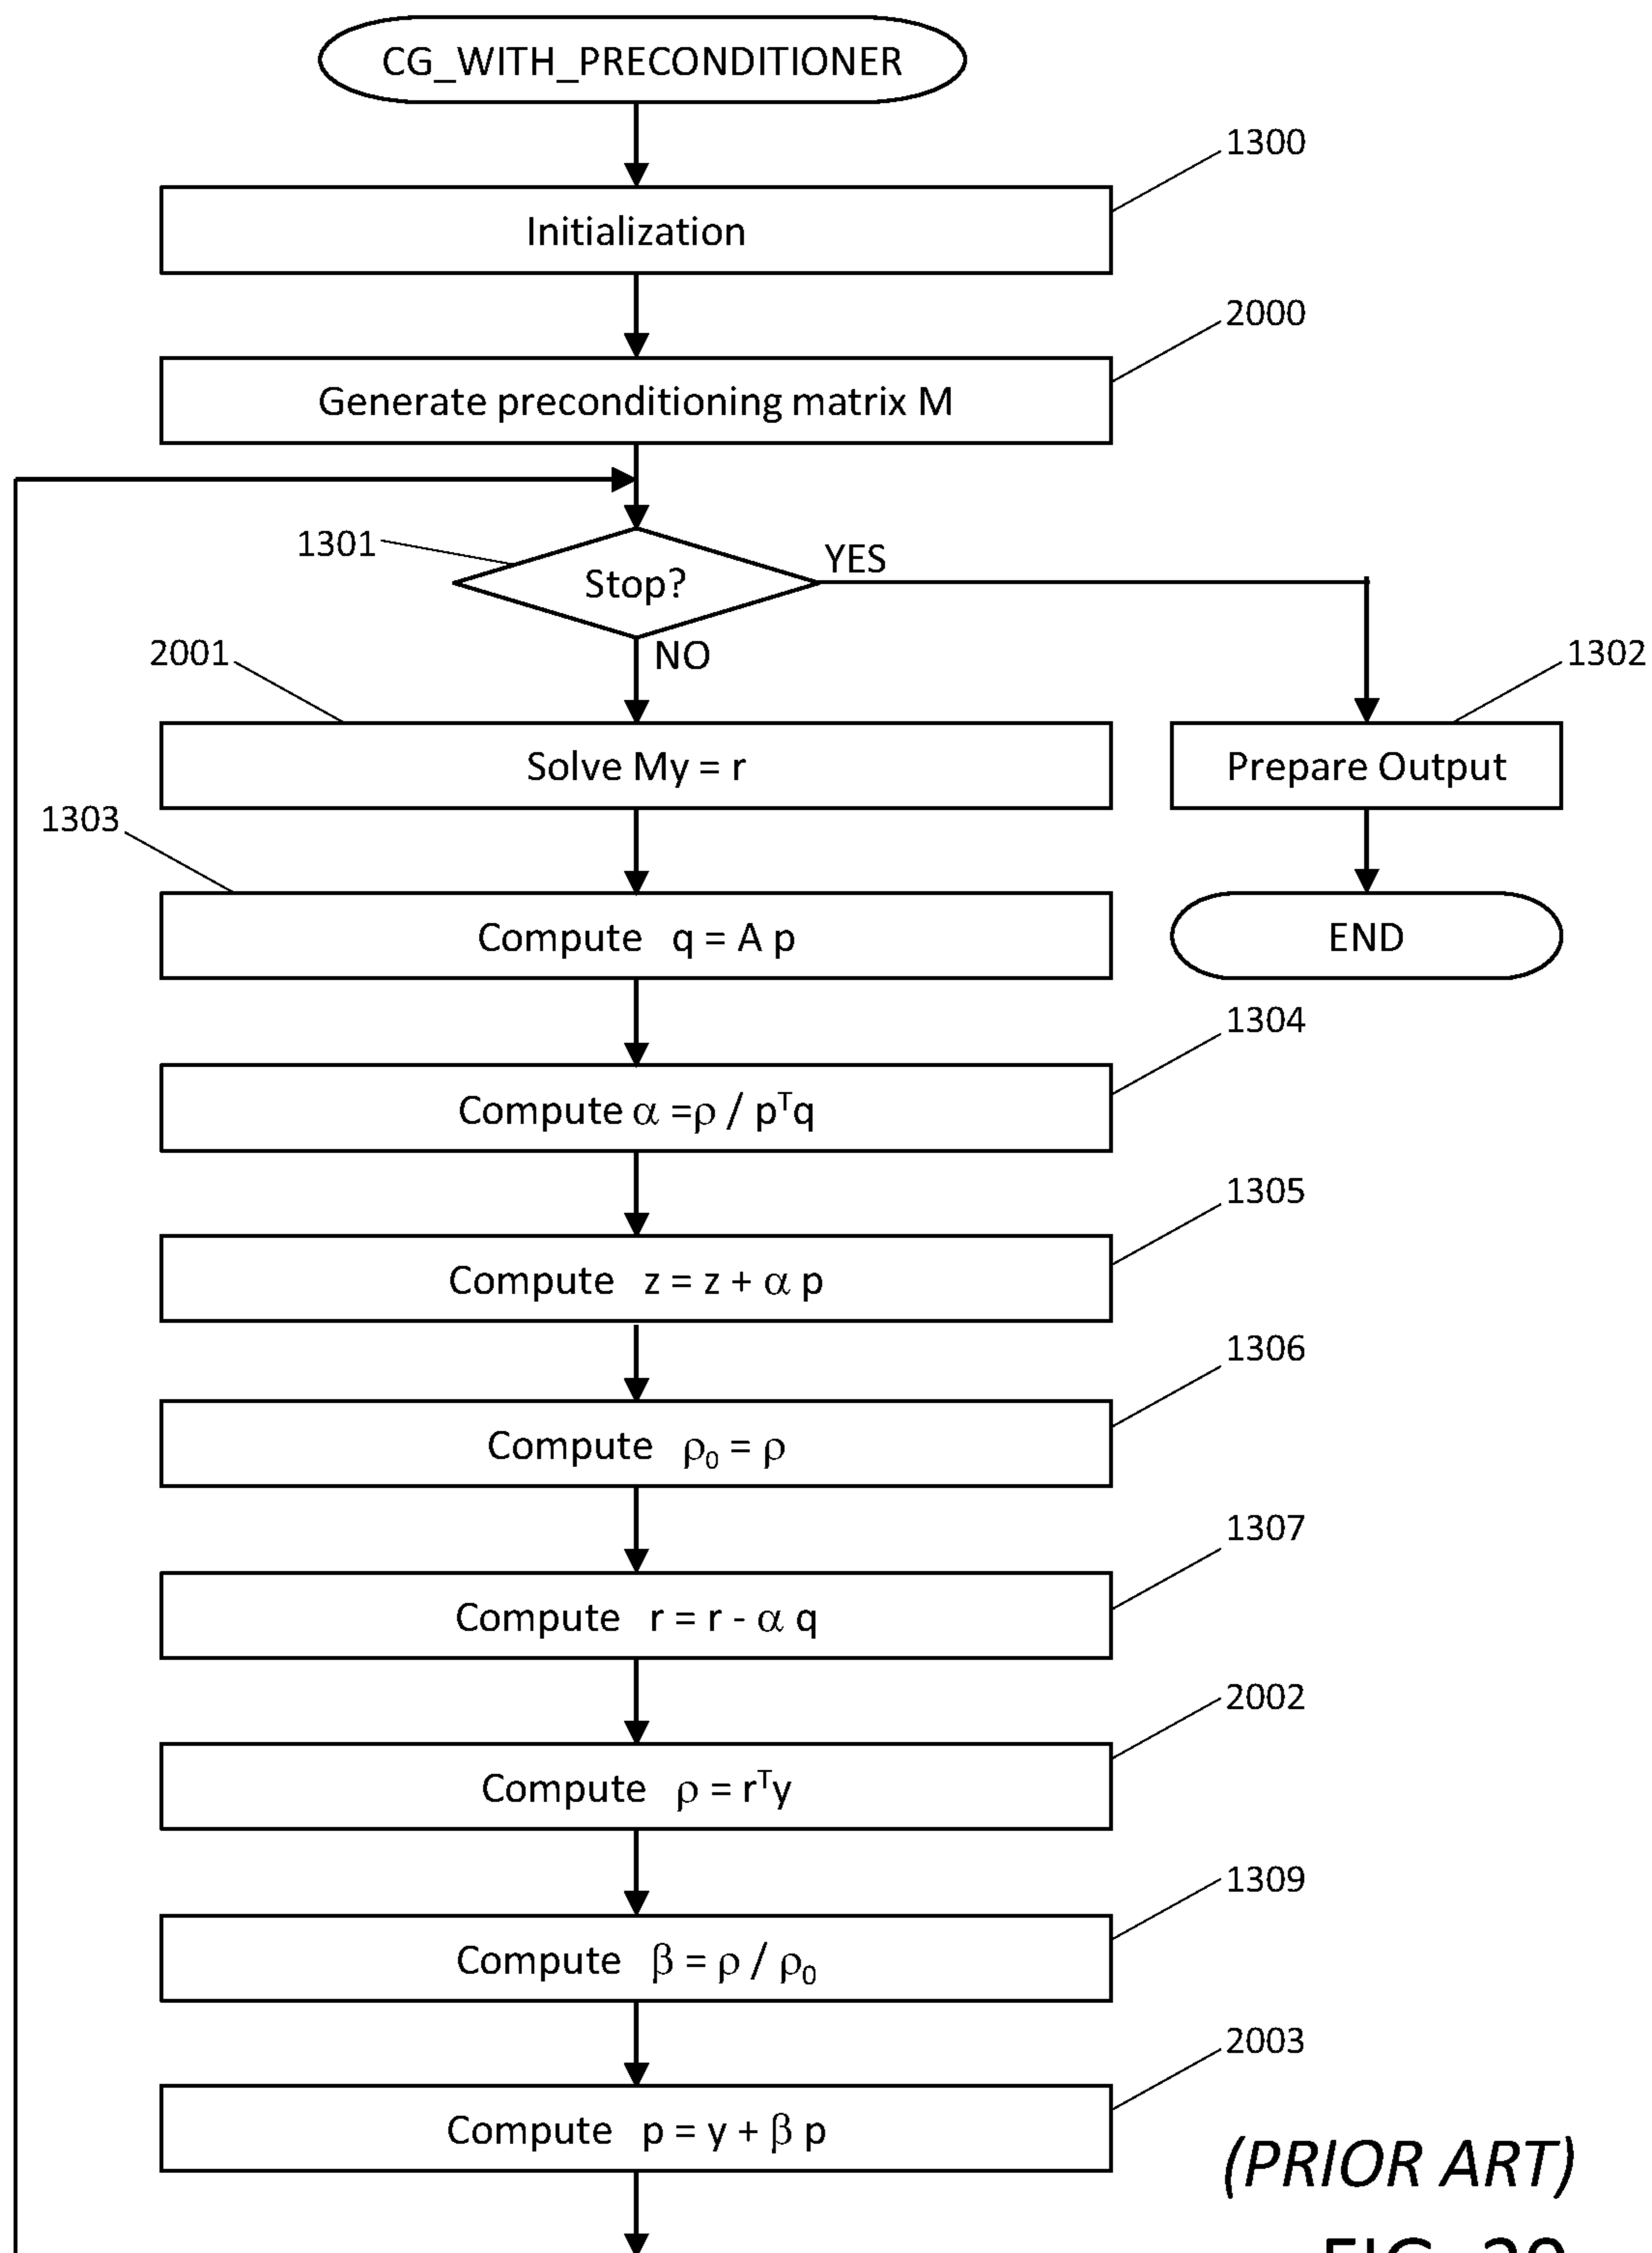 CG_WITH_PRECONDITIONER
1300
Initialization
2000
Generate preconditioning matrix M
1301
Stop?
YES
NO
2001
1302
Solve My = r
Prepare Output
1303
Compute q = A p
END
1304
Compute α =ρ / pᵀq
1305
Compute z = z + α p
1306
Compute ρ₀ = ρ
1307
Compute r = r - α q
2002
Compute ρ = rᵀy
1309
Compute β = ρ / ρ₀
2003
Compute p = y + β p
(PRIOR ART)
FIG.